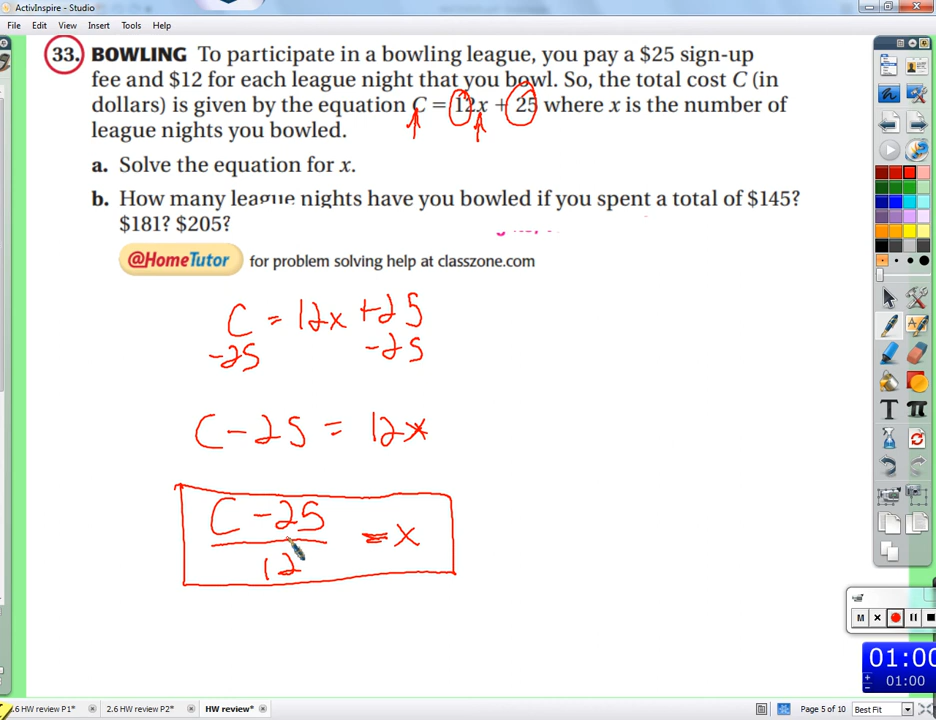 ActivInspire - Studio
File Edit View Insert Tools Help
33. BOWLING To participate in a bowling league, you pay a $25 sign-up
fee and $12 for each league night that you bowl. So, the total cost C (in
dollars) is given by the equation C = 12x + 25 where x is the number of
league nights you bowled.
a. Solve the equation for x.
b. How many league nights have you bowled if you spent a total of $145?
$181? $205?
@HomeTutor for problem solving help at classzone.com
C = 12x + 25
-25 -25
C - 25 = 12x
C - 25
= x
12
M
01:00
01:00
.6 HW review P1* 2.6 HW review P2* HW review* Page 5 of 10 Best Fit